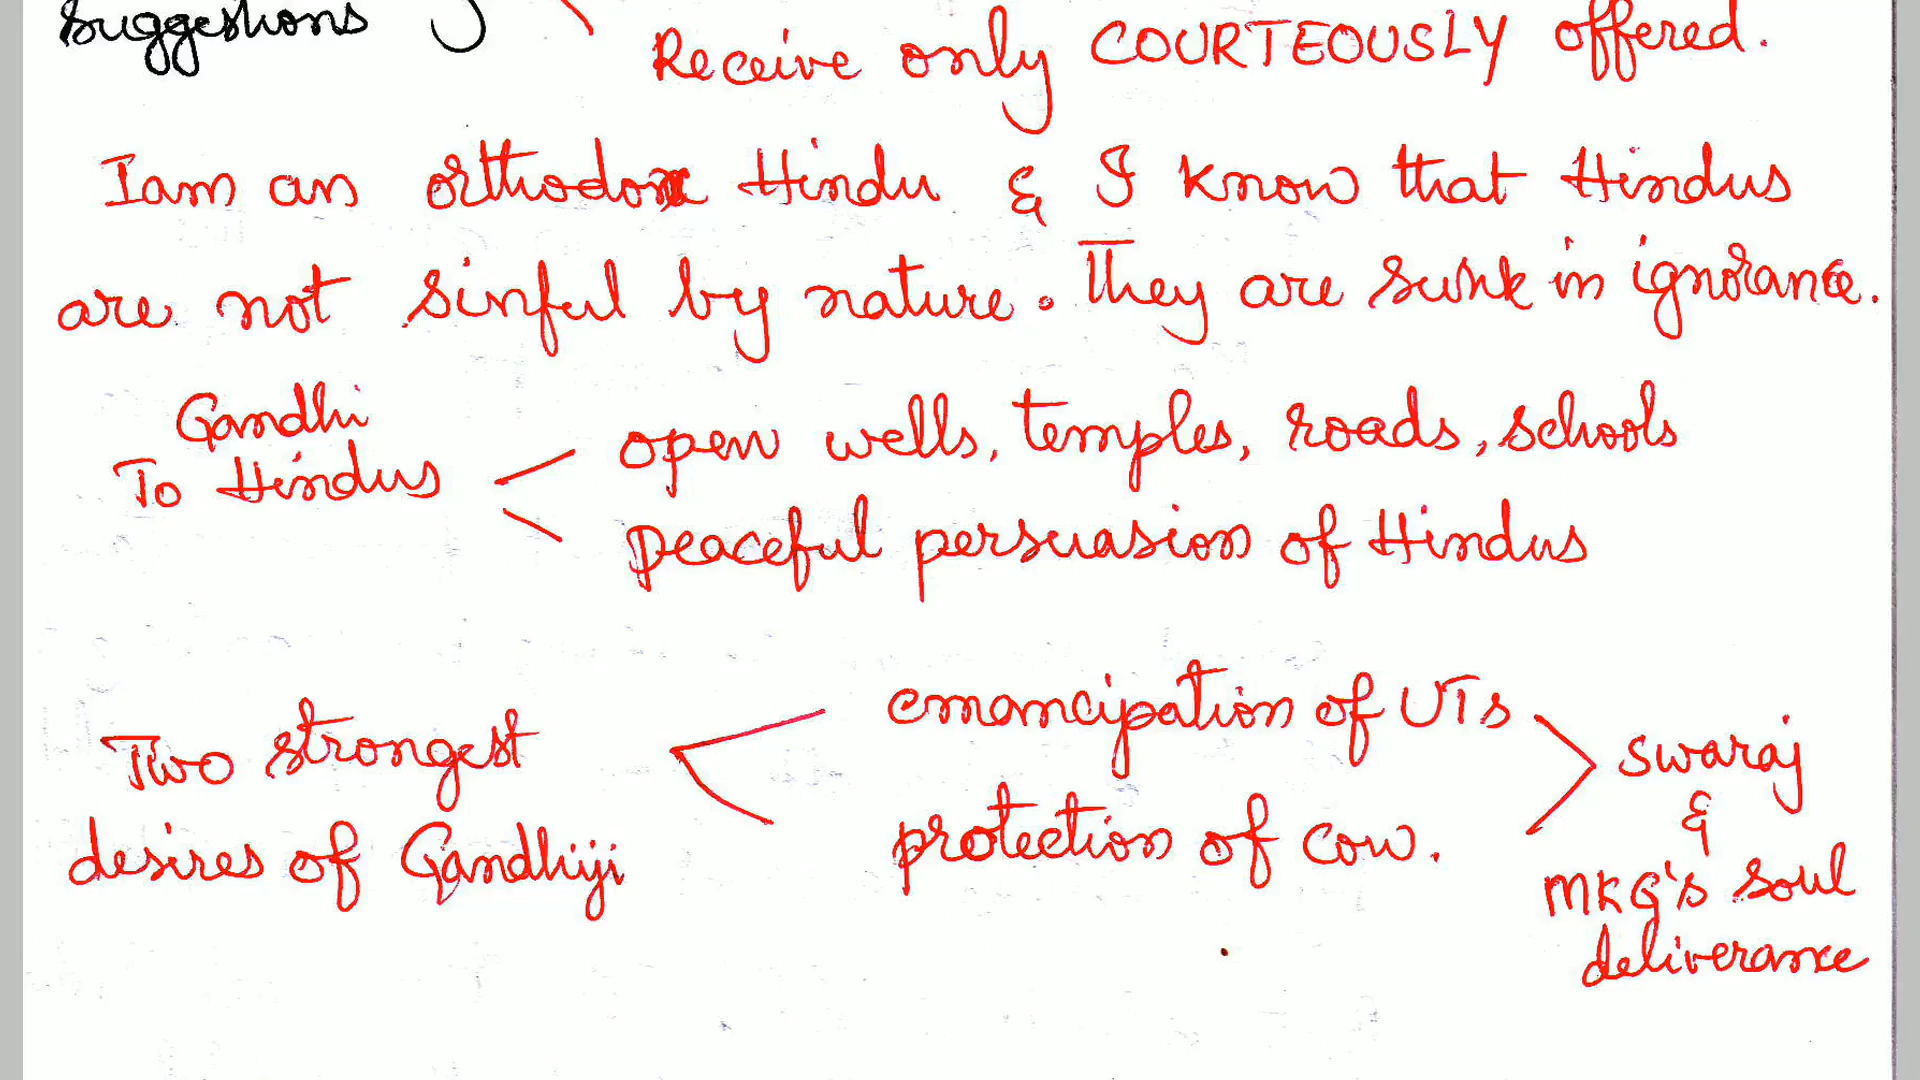 suggestions
Receive only COURTEOUSLY offered.
I am an orthodox Hindu & I know that Hindus
are not sinful by nature. They are sunk in ignorance.
Gandhi
To Hindus
open wells, temples, roads, schools
peaceful persuasion of Hindus
Two strongest
desires of Gandhiji
emancipation of UTs
protection of cow.
swaraj
&
MKG's soul
deliverance